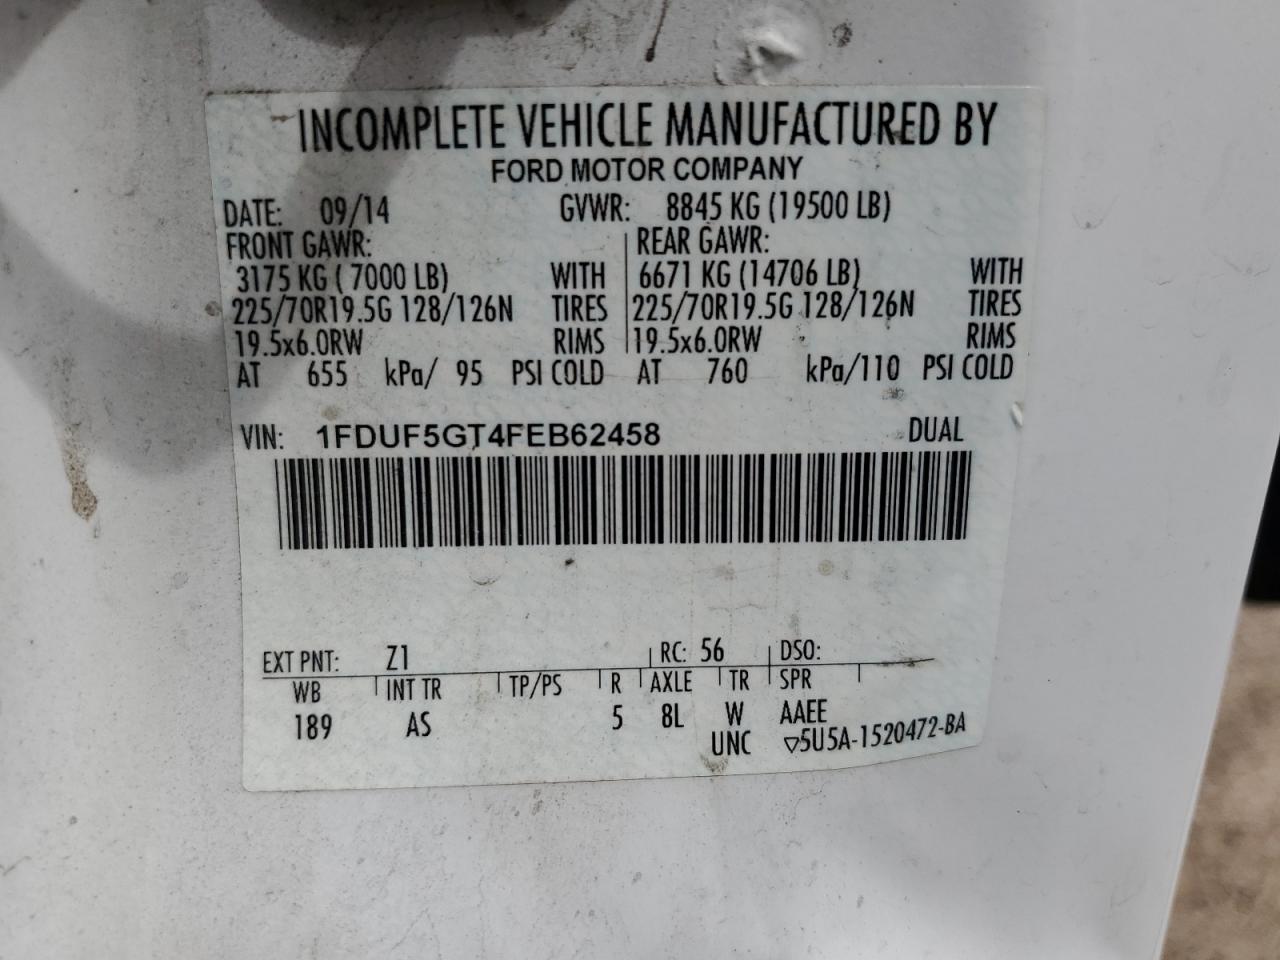 INCOMPLETE VEHICLE MANUFACTURED BY
FORD MOTOR COMPANY
DATE: 09/14 GVWR: 8845 KG (19500 LB)
FRONT GAWR: REAR GAWR:
3175 KG ( 7000 LB) WITH 6671 KG (14706 LB) WITH
225/70R19.5G 128/126N TIRES 225/70R19.5G 128/126N TIRES
19.5x6.0RW RIMS 19.5x6.0RW RIMS
AT 655 kPa/ 95 PSI COLD AT 760 kPa/110 PSI COLD
VIN: 1FDUF5GT4FEB62458 DUAL
EXT PNT: Z1 RC: 56 DSO:
WB INT TR TP/PS R AXLE TR SPR
189 AS 5 8L W AAEE
UNC ▽5U5A-1520472-BA